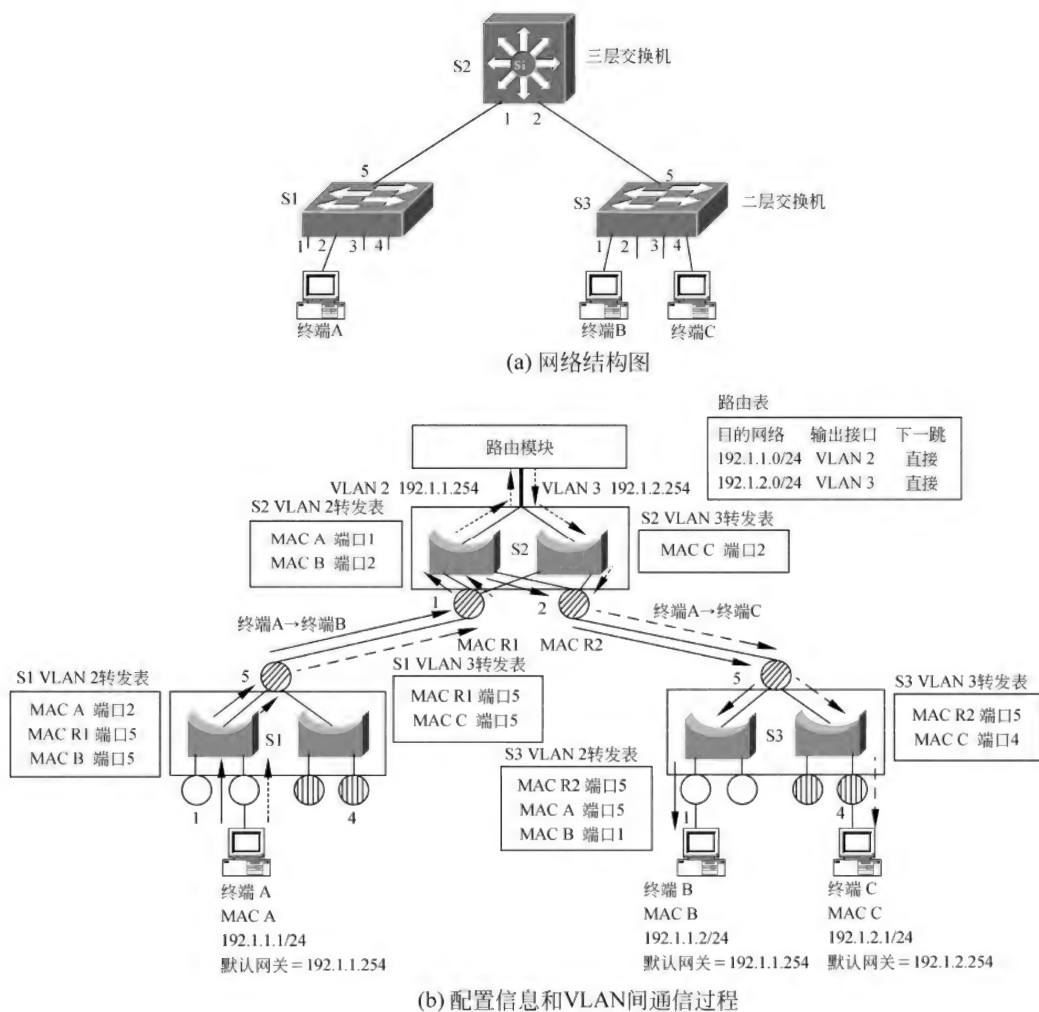 S2
Si
三层交换机
1 2
5
5
S1
S3
二层交换机
1 2 3 4
1 2 3 4
终端A
终端B
终端C
(a) 网络结构图
路由表
目的网络 输出接口 下一跳
192.1.1.0/24 VLAN 2 直接
192.1.2.0/24 VLAN 3 直接
路由模块
VLAN 2 192.1.1.254
VLAN 3 192.1.2.254
S2 VLAN 2转发表
MAC A 端口1
MAC B 端口2
S2
S2 VLAN 3转发表
MAC C 端口2
1
2
终端A→终端B
终端A→终端C
MAC R1
MAC R2
S1 VLAN 2转发表
MAC A 端口2
MAC R1 端口5
MAC B 端口5
5
S1
S1 VLAN 3转发表
MAC R1 端口5
MAC C 端口5
5
S3
S3 VLAN 3转发表
MAC R2 端口5
MAC C 端口4
S3 VLAN 2转发表
MAC R2 端口5
MAC A 端口5
MAC B 端口1
1
4
1
4
终端 A
MAC A
192.1.1.1/24
默认网关＝192.1.1.254
终端 B
MAC B
192.1.1.2/24
默认网关＝192.1.1.254
终端 C
MAC C
192.1.2.1/24
默认网关＝192.1.2.254
(b) 配置信息和VLAN间通信过程